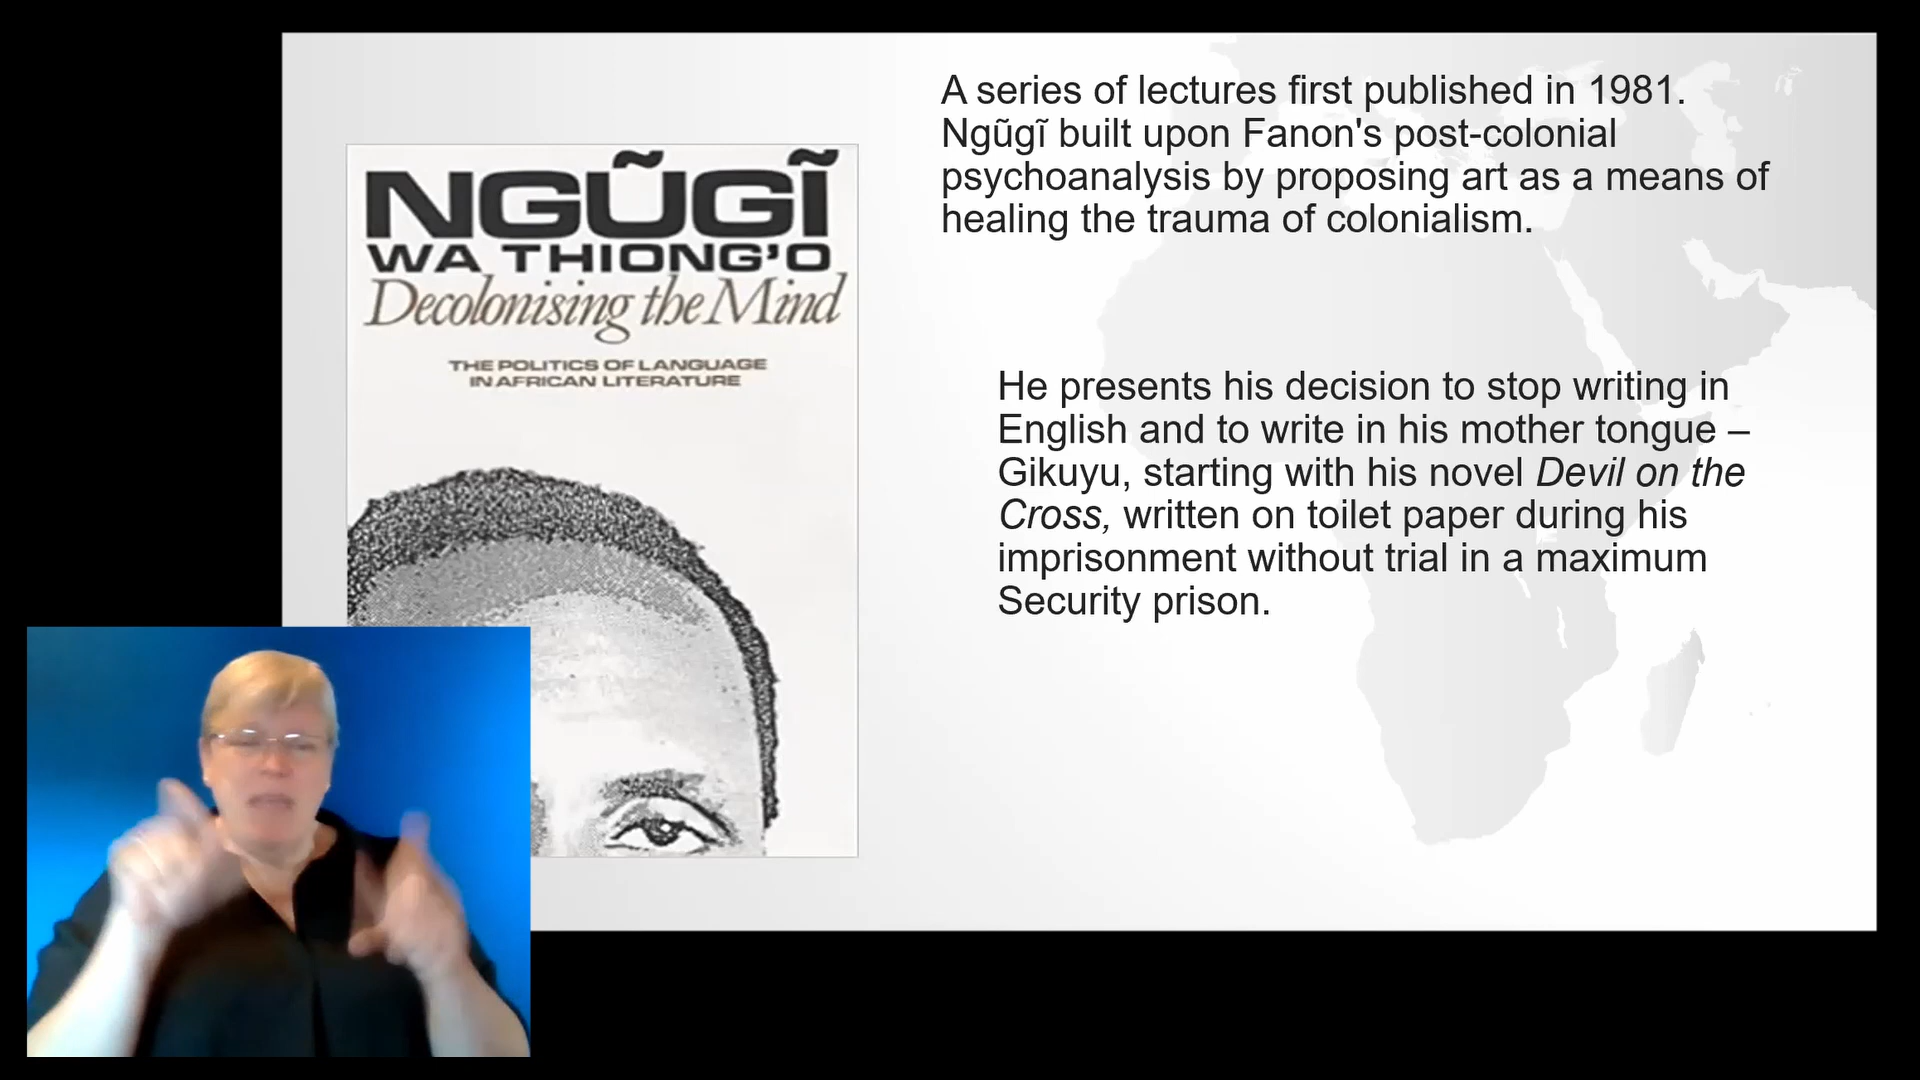 NGŨGĨ
WA THIONG'O
Decolonising the Mind
THE POLITICS OF LANGUAGE
IN AFRICAN LITERATURE
A series of lectures first published in 1981.
Ngũgĩ built upon Fanon's post-colonial
psychoanalysis by proposing art as a means of
healing the trauma of colonialism.
He presents his decision to stop writing in
English and to write in his mother tongue –
Gikuyu, starting with his novel Devil on the
Cross, written on toilet paper during his
imprisonment without trial in a maximum
Security prison.